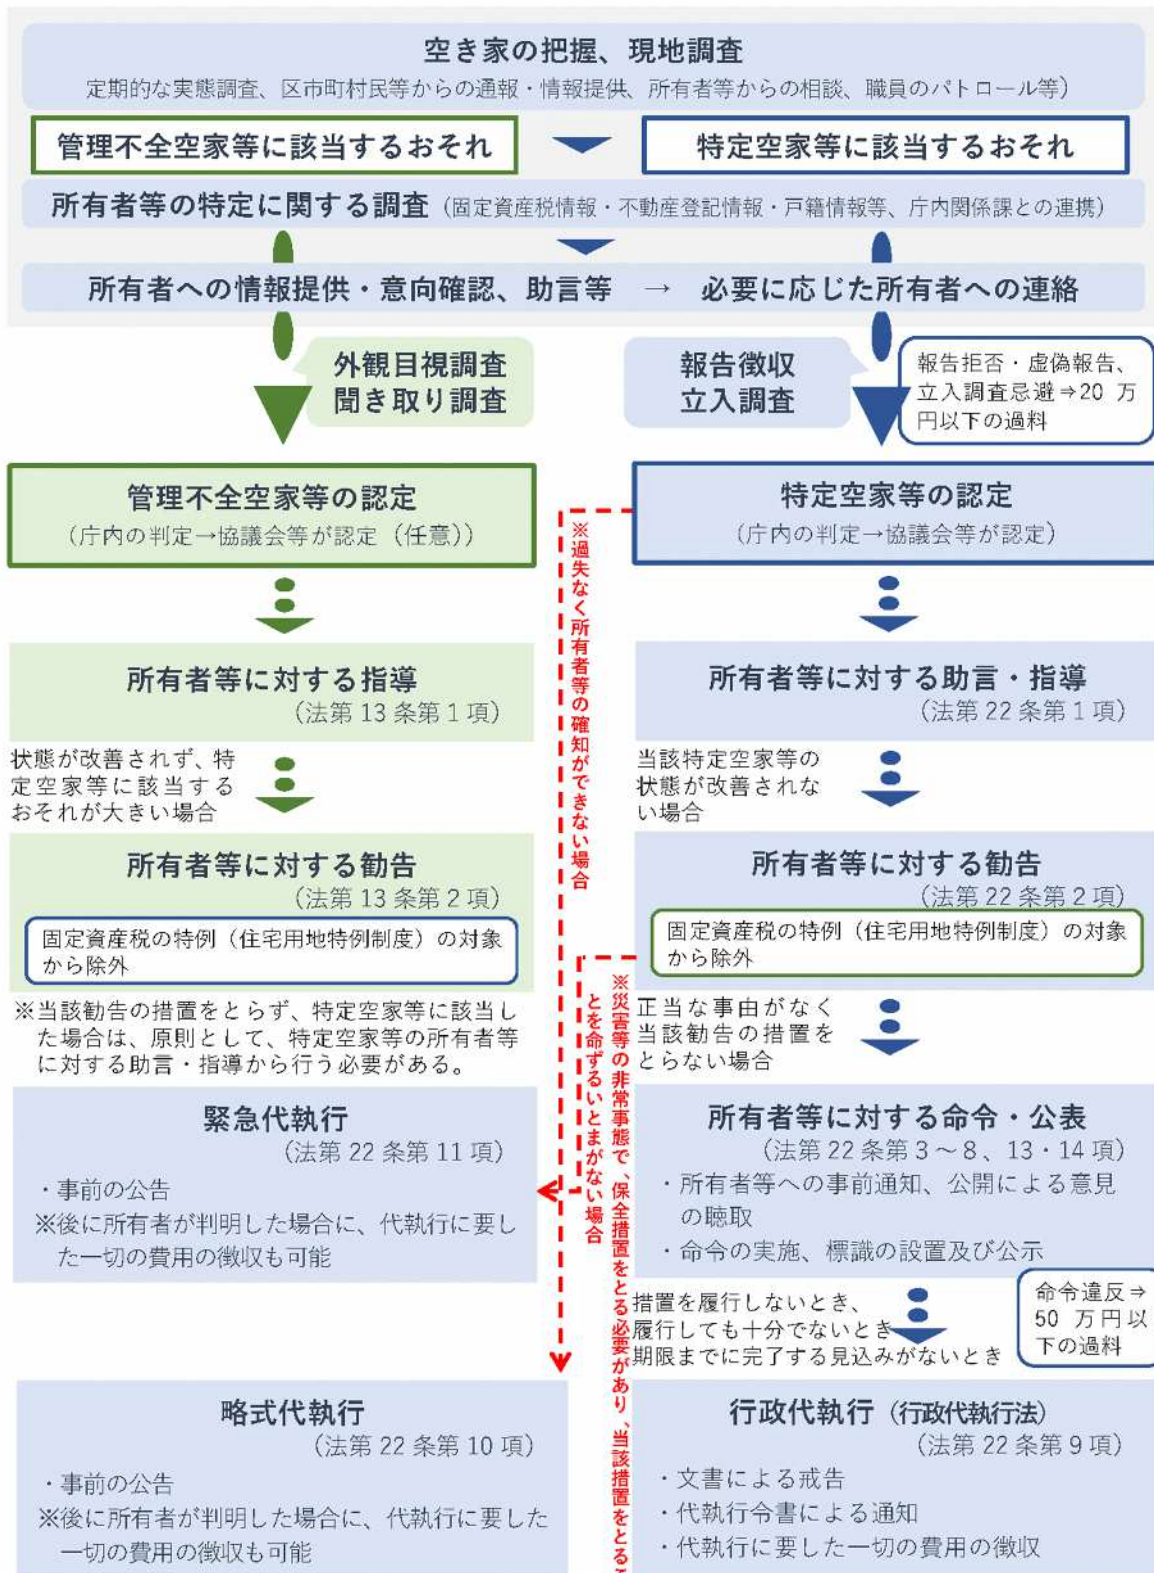 空き家の把握、現地調査
定期的な実態調査、区市町村民等からの通報・情報提供、所有者等からの相談、職員のパトロール等）
管理不全空家等に該当するおそれ
特定空家等に該当するおそれ
所有者等の特定に関する調査（固定資産税情報・不動産登記情報・戸籍情報等、庁内関係課との連携）
所有者への情報提供・意向確認、助言等　→　必要に応じた所有者への連絡
外観目視調査
聞き取り調査
報告徴収
立入調査
報告拒否・虚偽報告、
立入調査忌避⇒20 万
円以下の過料
管理不全空家等の認定
（庁内の判定→協議会等が認定（任意））
特定空家等の認定
（庁内の判定→協議会等が認定）
※過失なく所有者等の確知ができない場合
所有者等に対する指導
（法第 13 条第 1 項）
所有者等に対する助言・指導
（法第 22 条第 1 項）
状態が改善されず、特
定空家等に該当する
おそれが大きい場合
当該特定空家等の
状態が改善されな
い場合
所有者等に対する勧告
（法第 13 条第 2 項）
固定資産税の特例（住宅用地特例制度）の対象
から除外
所有者等に対する勧告
（法第 22 条第 2 項）
固定資産税の特例（住宅用地特例制度）の対象
から除外
※当該勧告の措置をとらず、特定空家等に該当し
た場合は、原則として、特定空家等の所有者等
に対する助言・指導から行う必要がある。
※災害等の非常事態で、保全措置をとる必要があり、当該措置をとるこ
とを命ずるいとまがない場合
正当な事由がなく
当該勧告の措置を
とらない場合
緊急代執行
（法第 22 条第 11 項）
・事前の公告
※後に所有者が判明した場合に、代執行に要し
た一切の費用の徴収も可能
所有者等に対する命令・公表
（法第 22 条第 3～8、13・14 項）
・所有者等への事前通知、公開による意見
の聴取
・命令の実施、標識の設置及び公示
措置を履行しないとき、
履行しても十分でないとき
期限までに完了する見込みがないとき
命令違反⇒
50 万円以
下の過料
略式代執行
（法第 22 条第 10 項）
・事前の公告
※後に所有者が判明した場合に、代執行に要した
一切の費用の徴収も可能
行政代執行（行政代執行法）
（法第 22 条第 9 項）
・文書による戒告
・代執行令書による通知
・代執行に要した一切の費用の徴収